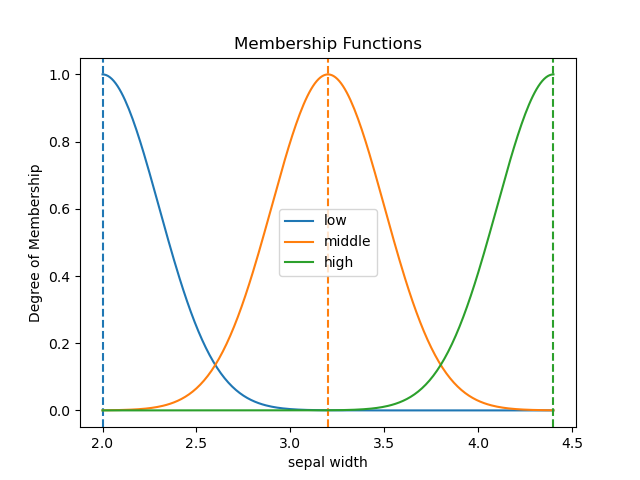 Membership Functions
Degree of Membership
1.0
0.8
0.6
0.4
0.2
0.0
low
middle
high
2.0 2.5 3.0 3.5 4.0 4.5
sepal width